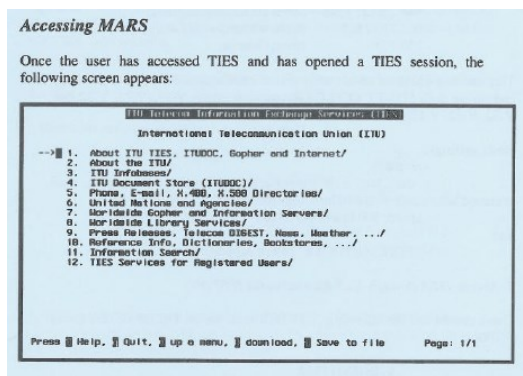 Accessing MARS
Once the user has accessed TIES and has opened a TIES session, the
following screen appears:
ITU Telecom Information Exchange Services (TIES)
International Telecommunication Union (ITU)
--> 1. About ITU TIES, ITUDOC, Gopher and Internet/
2. About the ITU/
3. ITU Infobases/
4. ITU Document Store (ITUDOC)/
5. Phone, E-mail, X.400, X.500 Directories/
6. United Nations and Agencies/
7. Worldwide Gopher and Information Servers/
8. Worldwide Library Services/
9. Press Releases, Telecom DIGEST, News, Weather, .../
10. Reference Info, Dictionaries, Bookstores, .../
11. Information Search/
12. TIES Services for Registered Users/
Press Help, Quit, up a menu, download, Save to file Page: 1/1